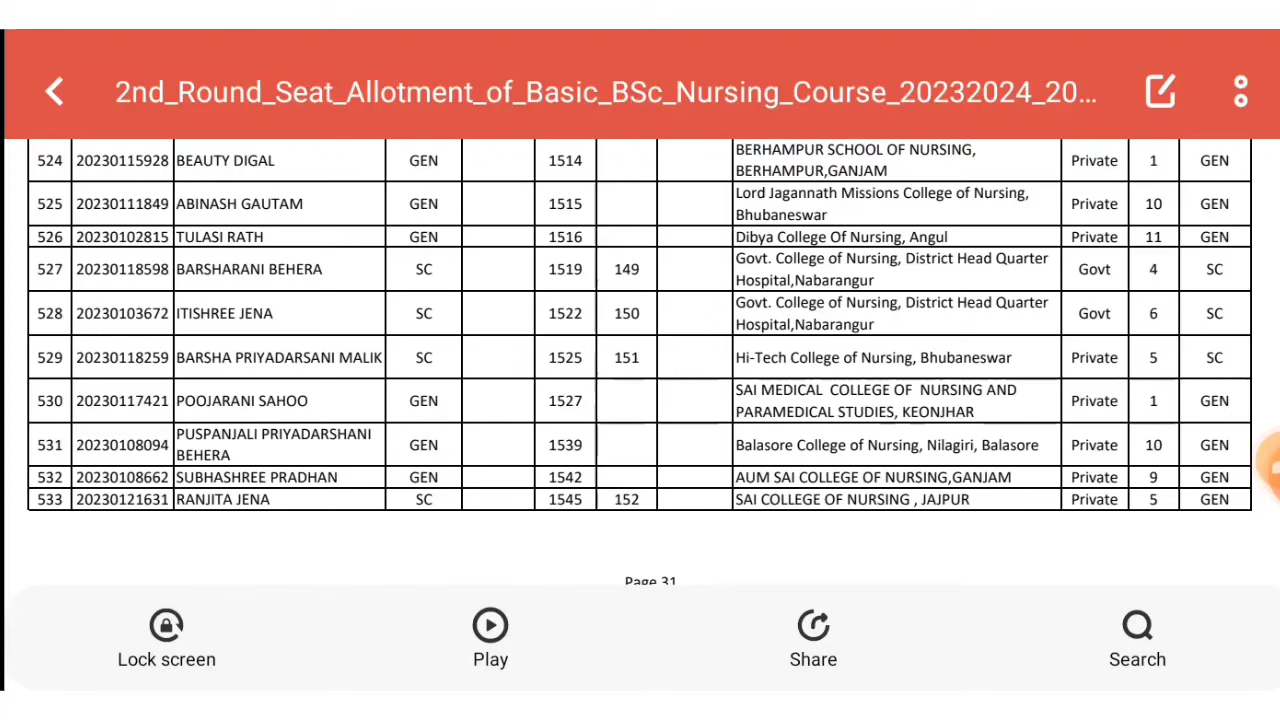 2nd_Round_Seat_Allotment_of_Basic_BSc_Nursing_Course_20232024_20...
524 20230115928 BEAUTY DIGAL GEN 1514 BERHAMPUR SCHOOL OF NURSING, BERHAMPUR,GANJAM Private 1 GEN
525 20230111849 ABINASH GAUTAM GEN 1515 Lord Jagannath Missions College of Nursing, Bhubaneswar Private 10 GEN
526 20230102815 TULASI RATH GEN 1516 Dibya College Of Nursing, Angul Private 11 GEN
527 20230118598 BARSHARANI BEHERA SC 1519 149 Govt. College of Nursing, District Head Quarter Hospital,Nabarangur Govt 4 SC
528 20230103672 ITISHREE JENA SC 1522 150 Govt. College of Nursing, District Head Quarter Hospital,Nabarangur Govt 6 SC
529 20230118259 BARSHA PRIYADARSANI MALIK SC 1525 151 Hi-Tech College of Nursing, Bhubaneswar Private 5 SC
530 20230117421 POOJARANI SAHOO GEN 1527 SAI MEDICAL COLLEGE OF NURSING AND PARAMEDICAL STUDIES, KEONJHAR Private 1 GEN
531 20230108094 PUSPANJALI PRIYADARSHANI BEHERA GEN 1539 Balasore College of Nursing, Nilagiri, Balasore Private 10 GEN
532 20230108662 SUBHASHREE PRADHAN GEN 1542 AUM SAI COLLEGE OF NURSING,GANJAM Private 9 GEN
533 20230121631 RANJITA JENA SC 1545 152 SAI COLLEGE OF NURSING , JAJPUR Private 5 GEN
Page 31
Lock screen Play Share Search